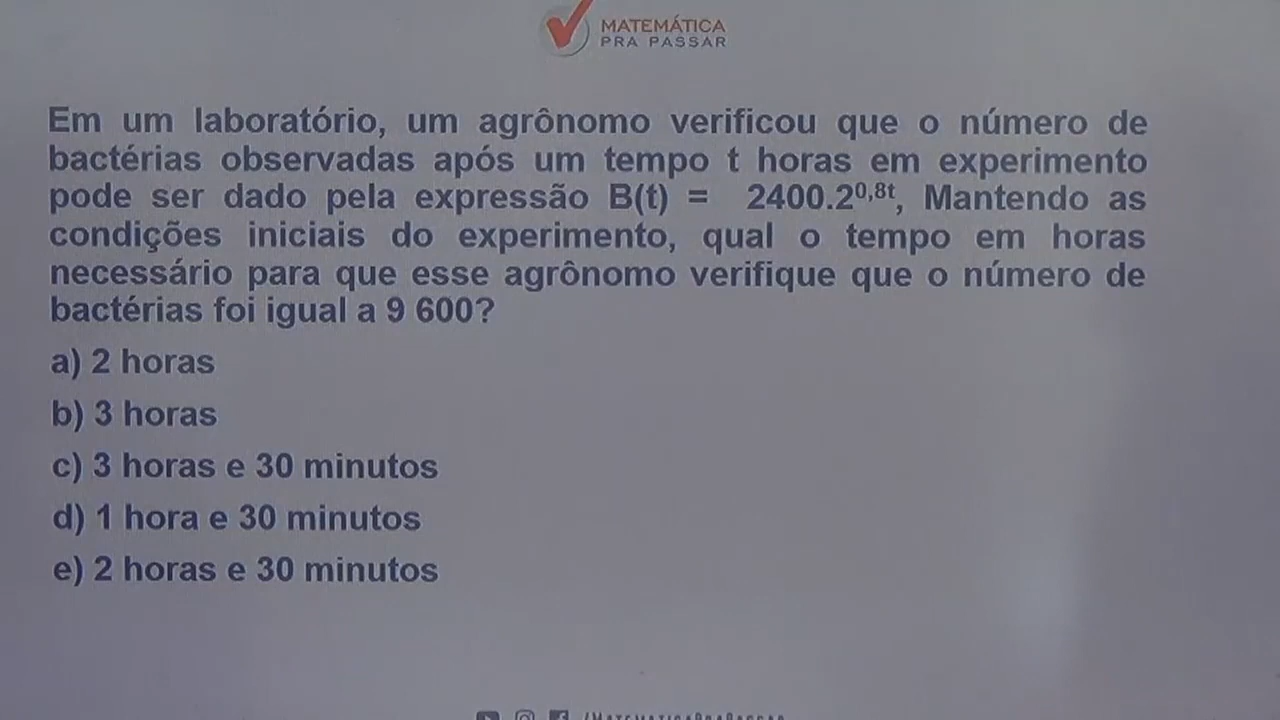 MATEMÁTICA
PRA PASSAR
Em um laboratório, um agrônomo verificou que o número de
bactérias observadas após um tempo t horas em experimento
pode ser dado pela expressão B(t) = 2400.2^0,8t, Mantendo as
condições iniciais do experimento, qual o tempo em horas
necessário para que esse agrônomo verifique que o número de
bactérias foi igual a 9 600?
a) 2 horas
b) 3 horas
c) 3 horas e 30 minutos
d) 1 hora e 30 minutos
e) 2 horas e 30 minutos
/MATEMATICAPRAPASSAR